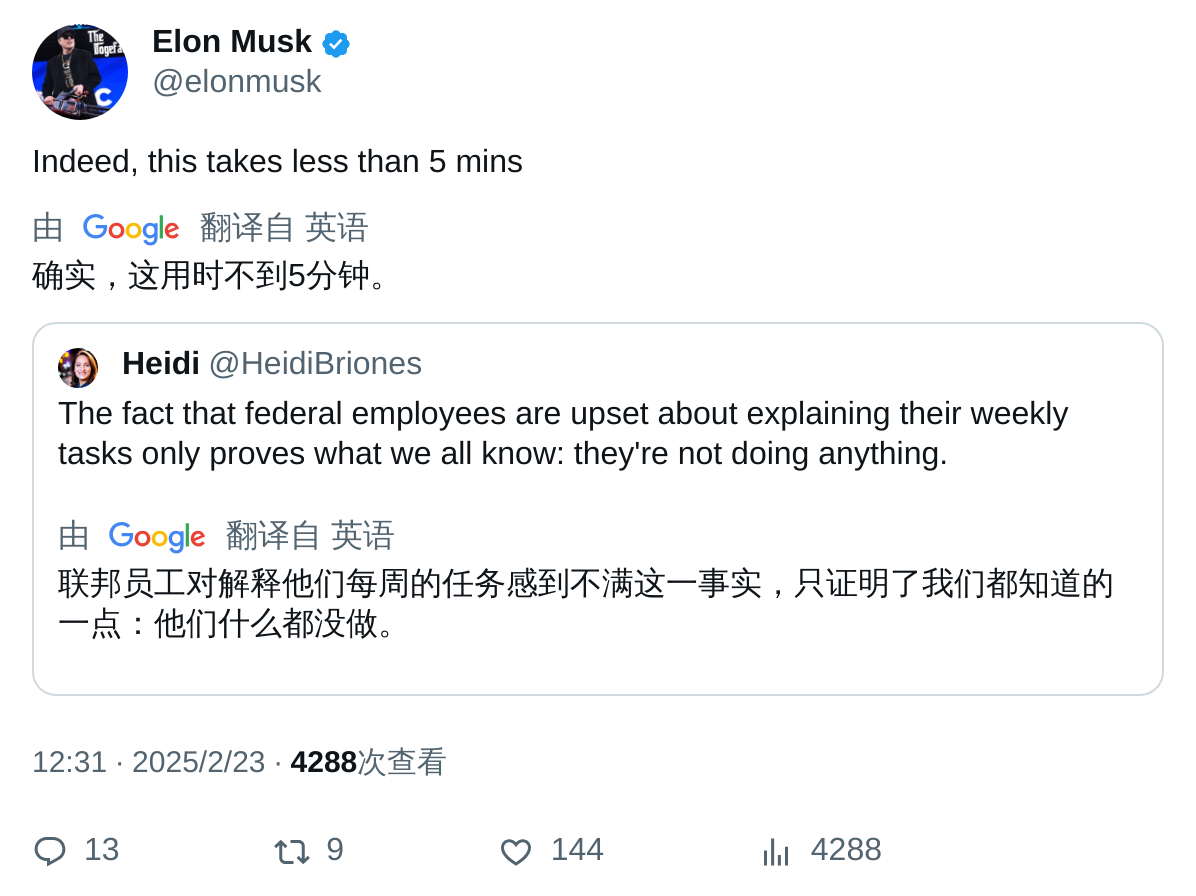 Elon Musk
@elonmusk
The Dogefa
C
Indeed, this takes less than 5 mins
由 Google 翻译自 英语
确实，这用时不到5分钟。
Heidi @HeidiBriones
The fact that federal employees are upset about explaining their weekly
tasks only proves what we all know: they're not doing anything.
由 Google 翻译自 英语
联邦员工对解释他们每周的任务感到不满这一事实，只证明了我们都知道的
一点：他们什么都没做。
12:31 · 2025/2/23 · 4288次查看
13 9 144 4288